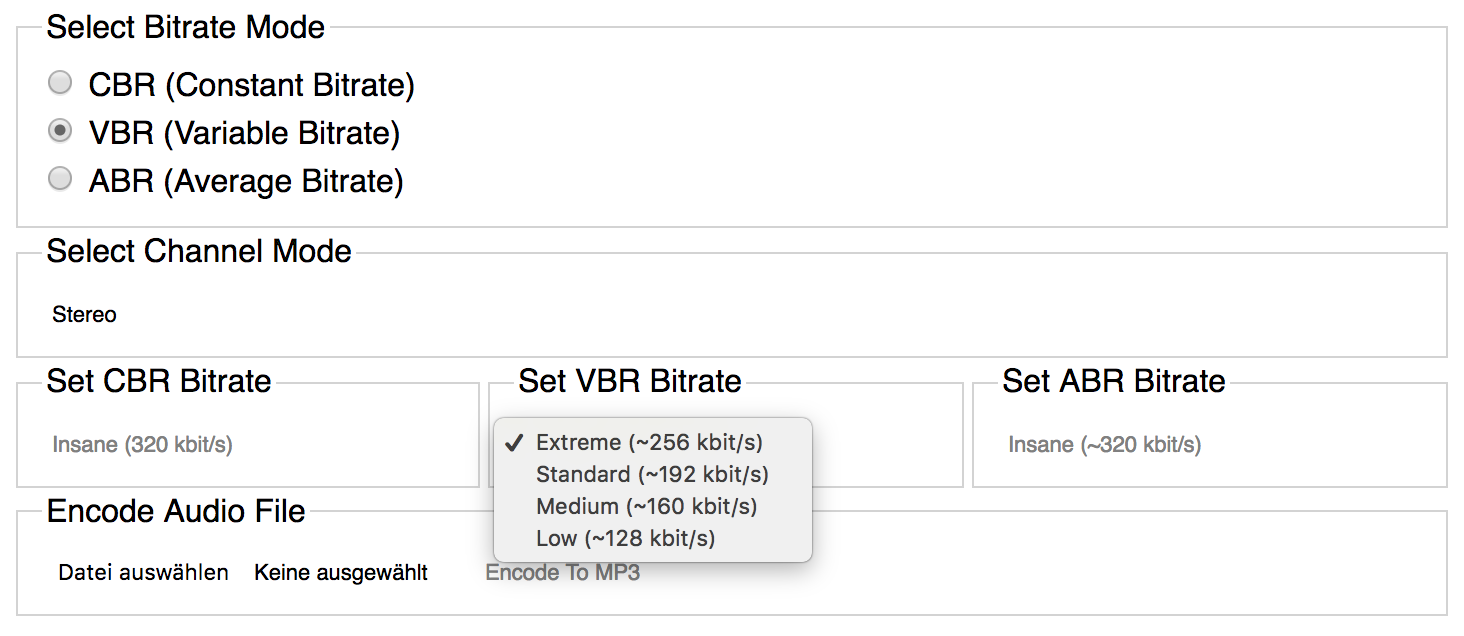 Select Bitrate Mode
CBR (Constant Bitrate)
VBR (Variable Bitrate)
ABR (Average Bitrate)
Select Channel Mode
Stereo
Set CBR Bitrate
Insane (320 kbit/s)
Set VBR Bitrate
Extreme (~256 kbit/s)
Standard (~192 kbit/s)
Medium (~160 kbit/s)
Low (~128 kbit/s)
Set ABR Bitrate
Insane (~320 kbit/s)
Encode Audio File
Datei auswählen Keine ausgewählt Encode To MP3